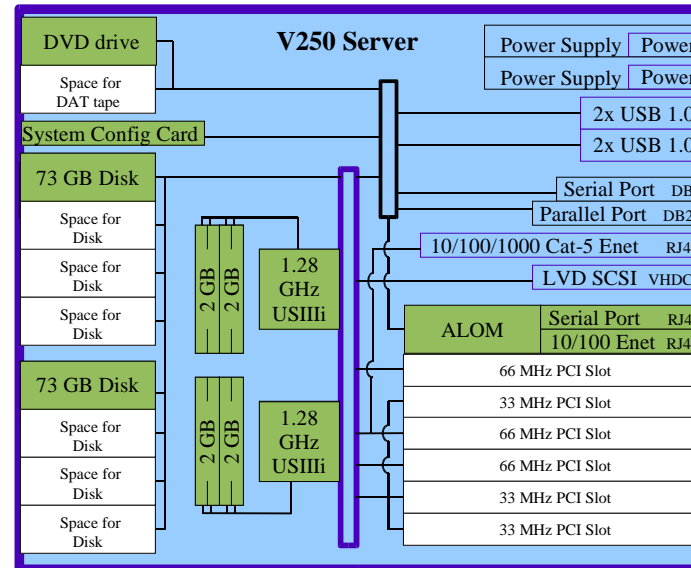 V250 Server
DVD drive
Space for
DAT tape
System Config Card
73 GB Disk
Space for
Disk
Space for
Disk
Space for
Disk
73 GB Disk
Space for
Disk
Space for
Disk
Space for
Disk
2 GB
2 GB
1.28
GHz
USIIIi
2 GB
2 GB
1.28
GHz
USIIIi
Power Supply Power
Power Supply Power
2x USB 1.0
2x USB 1.0
Serial Port DB
Parallel Port DB2
10/100/1000 Cat-5 Enet RJ4
LVD SCSI VHDC
ALOM
Serial Port RJ4
10/100 Enet RJ4
66 MHz PCI Slot
33 MHz PCI Slot
66 MHz PCI Slot
66 MHz PCI Slot
33 MHz PCI Slot
33 MHz PCI Slot